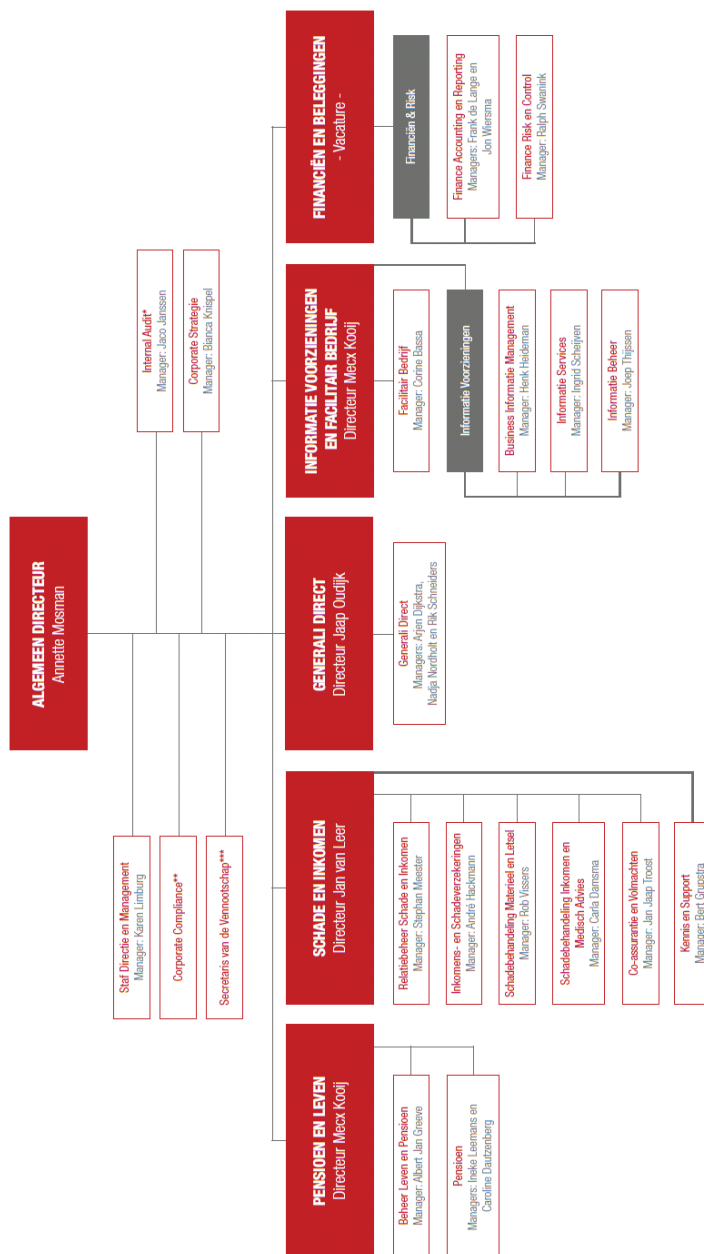 ALGEMEEN DIRECTEUR
Annette Mosman
Staf Directie en Management
Manager: Karen Limburg
Corporate Compliance**
Secretaris van de Vennootschap***
Internal Audit*
Manager: Jaco Janssen
Corporate Strategie
Manager: Bianca Knispel
PENSIOEN EN LEVEN
Directeur Mecx Kooij
Beheer Leven en Pensioen
Manager: Albert Jan Greeve
Pensioen
Managers: Ineke Leemans en
Caroline Dautzenberg
SCHADE EN INKOMEN
Directeur Jan van Leer
Relatiebeheer Schade en Inkomen
Manager: Stephan Meester
Inkomens- en Schadeverzekeringen
Manager: André Hackmann
Schadebehandeling Materieel en Letsel
Manager: Rob Vissers
Schadebehandeling Inkomen en
Medisch Advies
Manager: Carla Damsma
Co-assurantie en Volmachten
Manager: Jan Jaap Troost
Kennis en Support
Manager: Bert Grupstra
GENERALI DIRECT
Directeur Jaap Oudijk
Generali Direct
Managers: Arjen Dijkstra,
Nadja Nordholt en Rik Schneiders
INFORMATIE VOORZIENINGEN
EN FACILITAIR BEDRIJF
Directeur Mecx Kooij
Facilitair Bedrijf
Manager: Corine Bassa
Informatie Voorzieningen
Business Informatie Management
Manager: Henk Heideman
Informatie Services
Manager: Ingrid Scheijven
Informatie Beheer
Manager: Joep Thijssen
FINANCIËN EN BELEGGINGEN
- Vacature -
Financiën & Risk
Finance Accounting en Reporting
Managers: Frank de Lange en
Jon Wiersma
Finance Risk en Control
Manager: Ralph Swanink